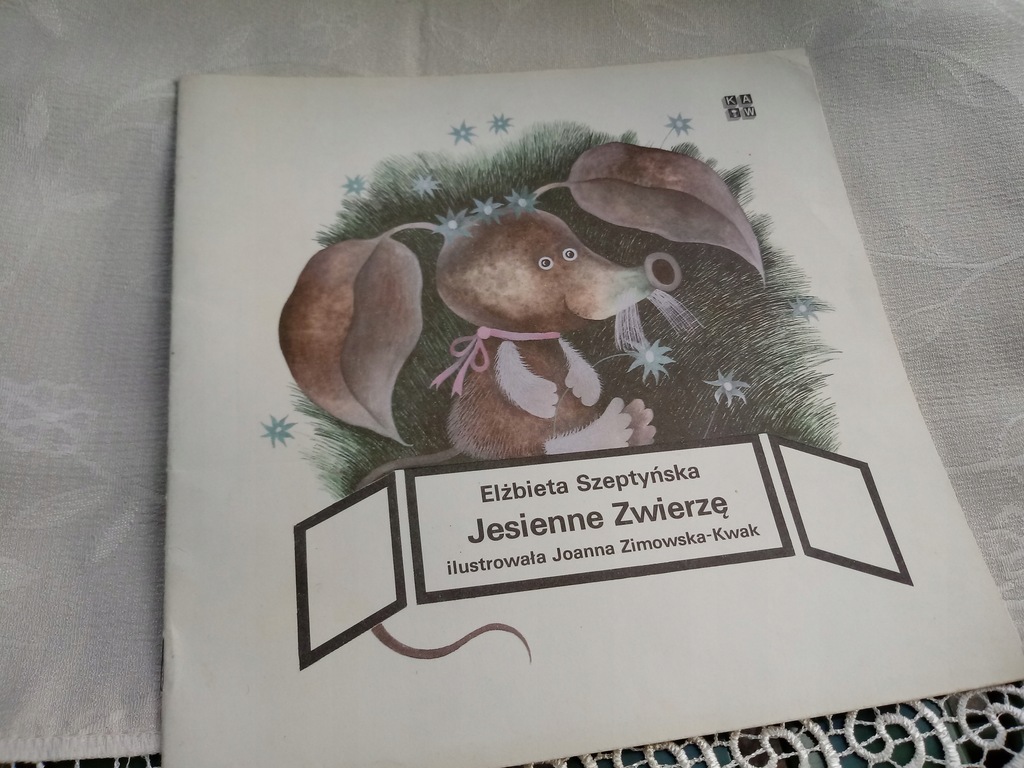 KA
TW
Elżbieta Szeptyńska
Jesienne Zwierzę
ilustrowała Joanna Zimowska-Kwak